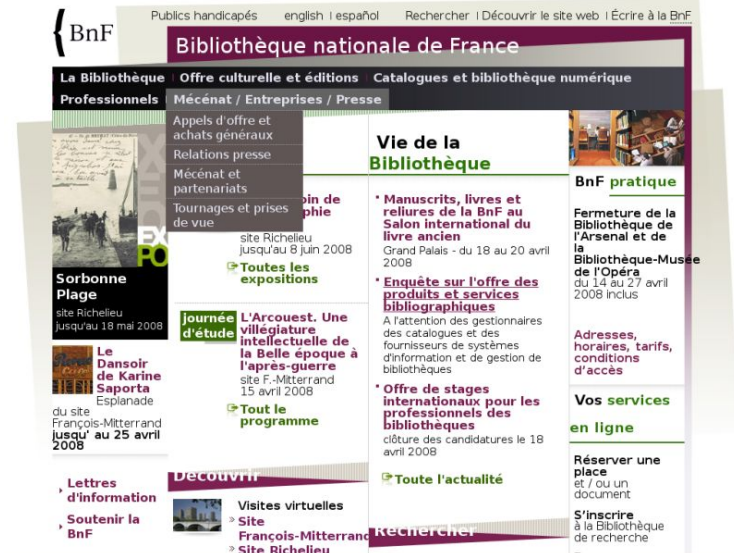 Publics handicapés english | español Rechercher | Découvrir le site web | Écrire à la BnF
BnF
Bibliothèque nationale de France
La Bibliothèque Offre culturelle et éditions Catalogues et bibliothèque numérique
Professionnels Mécénat / Entreprises / Presse
Appels d'offre et
achats généraux
Relations presse
Mécénat et
partenariats
Tournages et prises
de vue
EX
PO
Sorbonne
Plage
site Richelieu
jusqu'au 18 mai 2008
Le
Dansoir
de Karine
Saporta
Esplanade
du site
François-Mitterrand
jusqu' au 25 avril
2008
Lettres
d'information
Soutenir la
BnF
oin de
phie
site Richelieu
jusqu'au 8 juin 2008
Toutes les
expositions
journée
d'étude
L'Arcouest. Une
villégiature
intellectuelle de
la Belle époque à
l'après-guerre
site F.-Mitterrand
15 avril 2008
Tout le
programme
Découvrir
Visites virtuelles
Site
François-Mitterrand
Site Richelieu
Vie de la
Bibliothèque
Manuscrits, livres et
reliures de la BnF au
Salon international du
livre ancien
Grand Palais - du 18 au 20 avril
2008
Enquête sur l'offre des
produits et services
bibliographiques
A l'attention des gestionnaires
des catalogues et des
fournisseurs de systèmes
d'information et de gestion de
bibliothèques
Offre de stages
internationaux pour les
professionnels des
bibliothèques
clôture des candidatures le 18
avril 2008
Toute l'actualité
Rechercher
BnF pratique
Fermeture de la
Bibliothèque de
l'Arsenal et de
la
Bibliothèque-Musée
de l'Opéra
du 14 au 27 avril
2008 inclus
Adresses,
horaires, tarifs,
conditions
d'accès
Vos services
en ligne
Réserver une
place
et / ou un
document
S'inscrire
à la Bibliothèque
de recherche